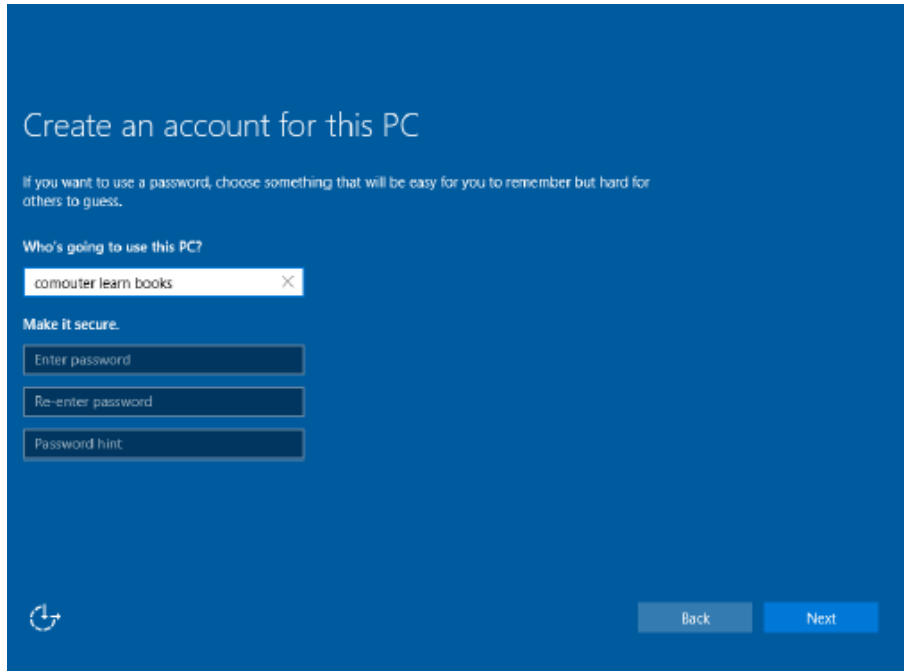 Create an account for this PC
If you want to use a password, choose something that will be easy for you to remember but hard for
others to guess.
Who's going to use this PC?
comouter learn books
Make it secure.
Enter password
Re-enter password
Password hint
Back
Next